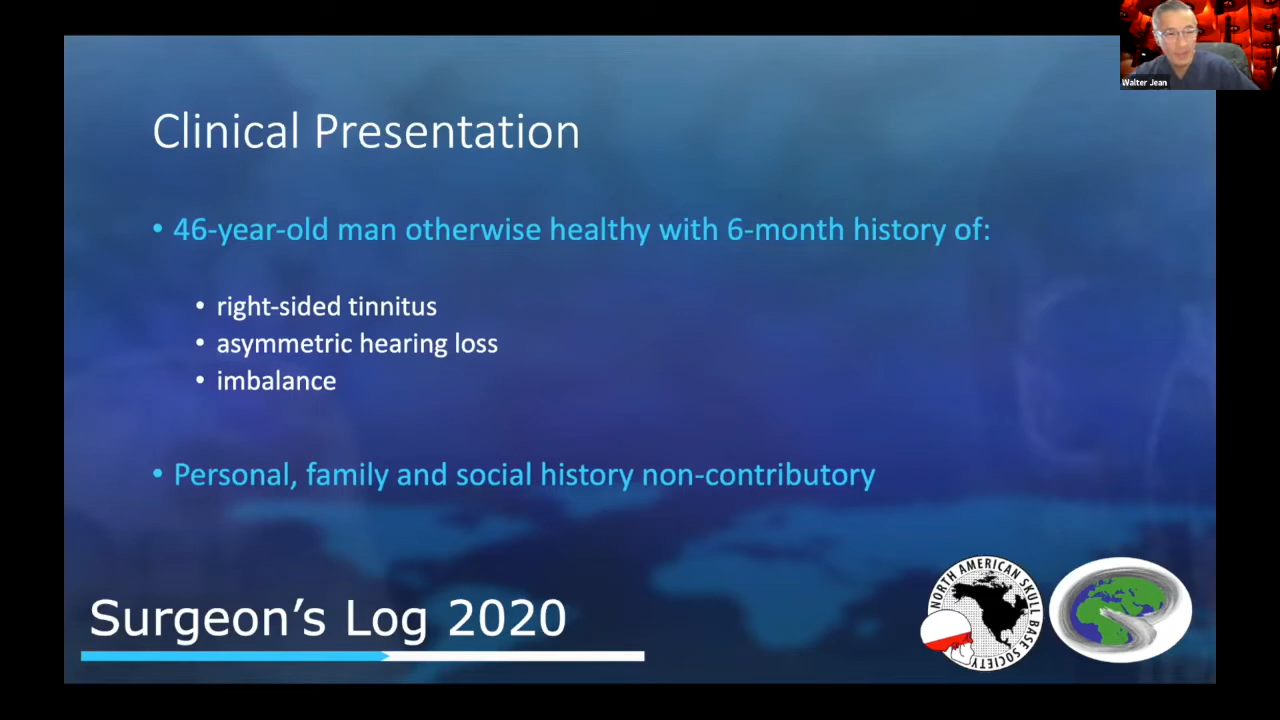 Walter Jean
Clinical Presentation
• 46-year-old man otherwise healthy with 6-month history of:
• right-sided tinnitus
• asymmetric hearing loss
• imbalance
• Personal, family and social history non-contributory
Surgeon's Log 2020
NORTH AMERICAN SKULL BASE SOCIETY